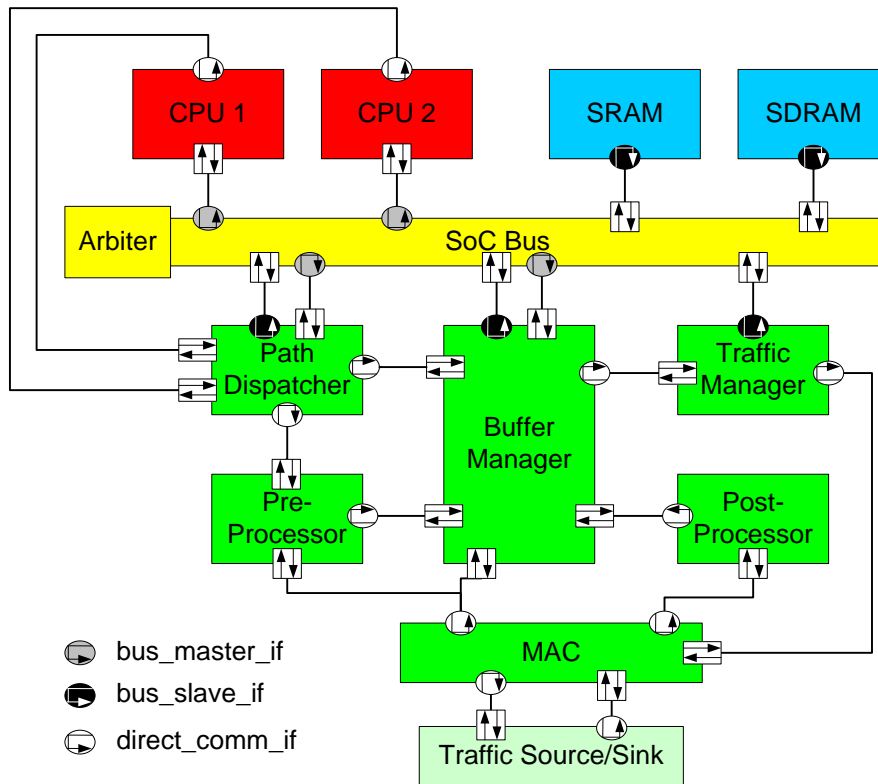 CPU 1
CPU 2
SRAM
SDRAM
Arbiter
SoC Bus
Path
Dispatcher
Buffer
Manager
Traffic
Manager
Pre-
Processor
Post-
Processor
MAC
Traffic Source/Sink
bus_master_if
bus_slave_if
direct_comm_if